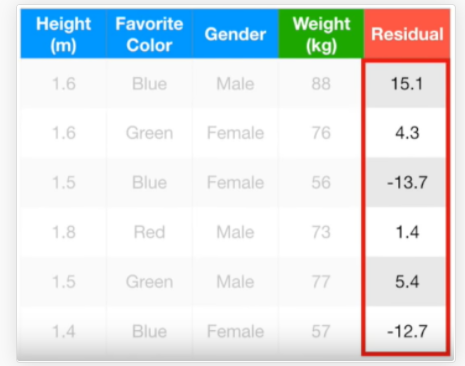 Height (m) Favorite Color Gender Weight (kg) Residual
1.6 Blue Male 88 15.1
1.6 Green Female 76 4.3
1.5 Blue Female 56 -13.7
1.8 Red Male 73 1.4
1.5 Green Male 77 5.4
1.4 Blue Female 57 -12.7